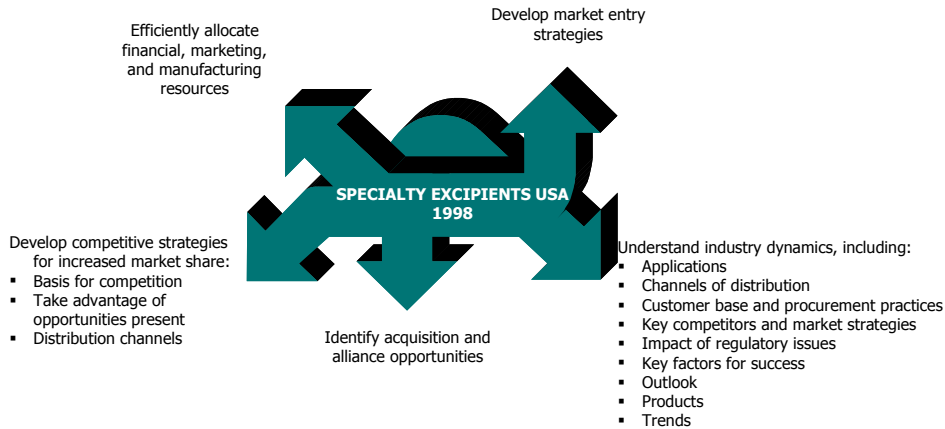 Efficiently allocate
financial, marketing,
and manufacturing
resources
Develop market entry
strategies
SPECIALTY EXCIPIENTS USA
1998
Develop competitive strategies
for increased market share:
▪ Basis for competition
▪ Take advantage of
opportunities present
▪ Distribution channels
Identify acquisition and
alliance opportunities
Understand industry dynamics, including:
▪ Applications
▪ Channels of distribution
▪ Customer base and procurement practices
▪ Key competitors and market strategies
▪ Impact of regulatory issues
▪ Key factors for success
▪ Outlook
▪ Products
▪ Trends